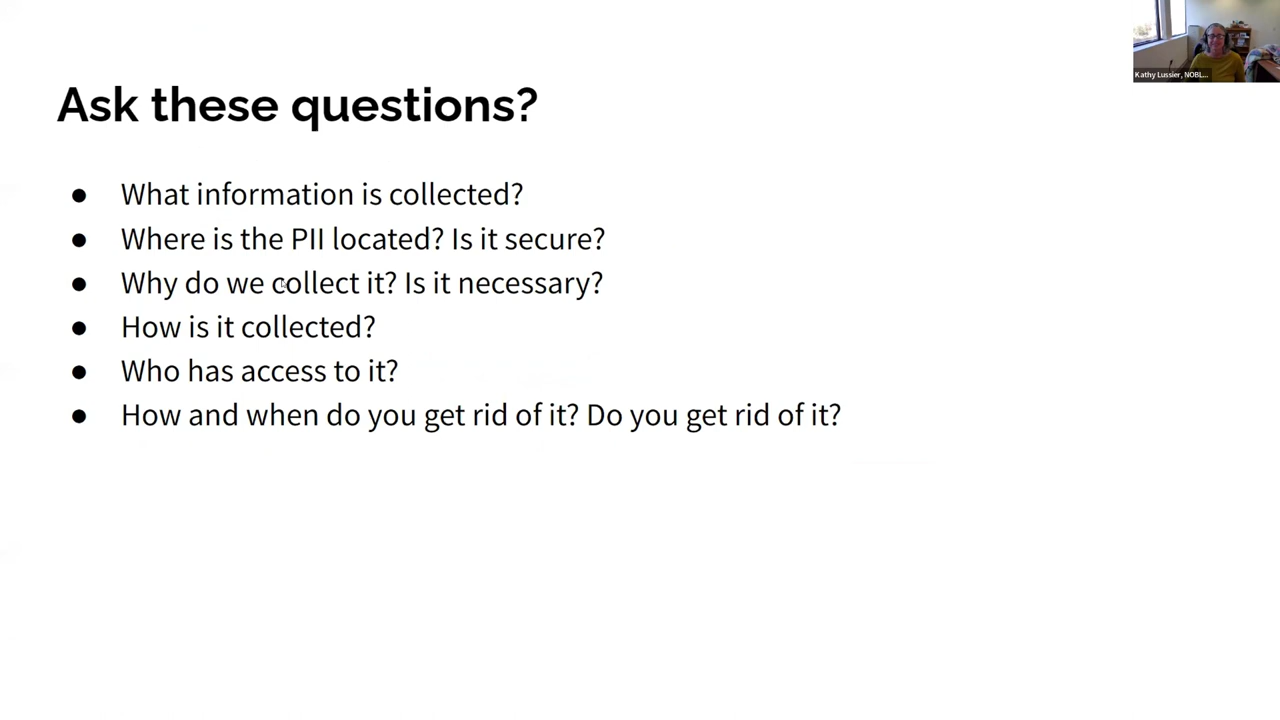 Ask these questions?
● What information is collected?
● Where is the PII located? Is it secure?
● Why do we collect it? Is it necessary?
● How is it collected?
● Who has access to it?
● How and when do you get rid of it? Do you get rid of it?
Kathy Lussier, NOBL...